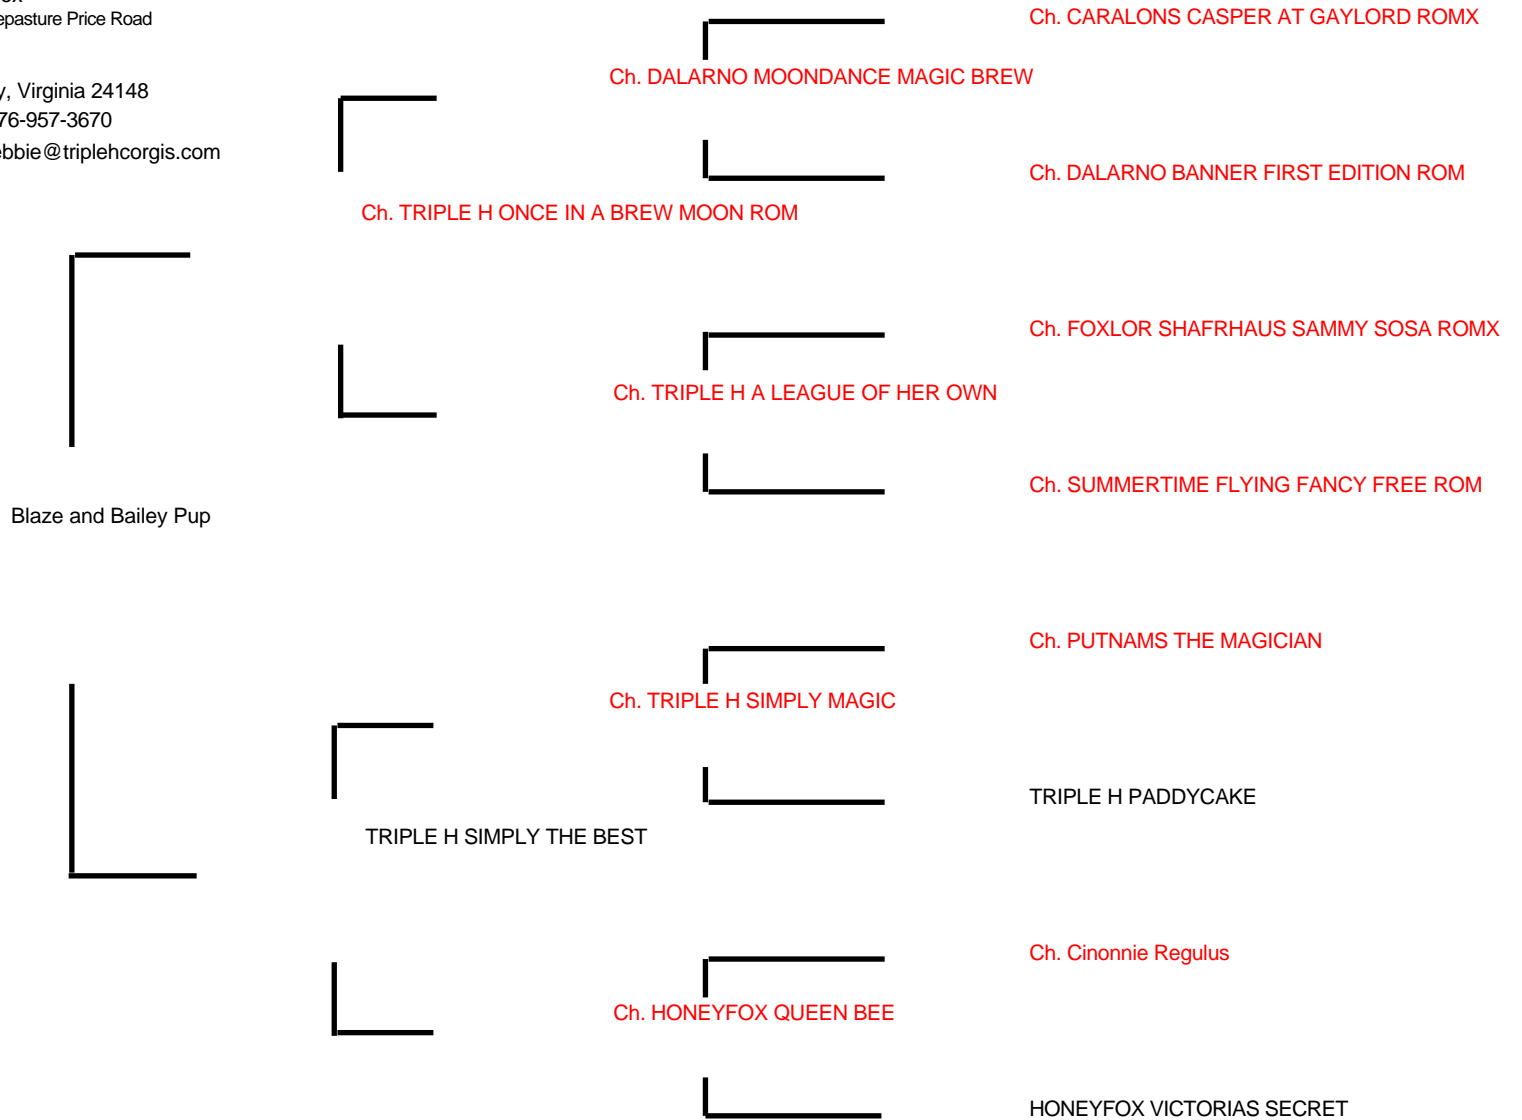 Price Road
Virginia 24148
76-957-3670
Blaze and Bailey Pup
Ch. TRIPLE H ONCE IN A BREW MOON ROM
TRIPLE H SIMPLY THE BEST
Ch. DALARNO MOONDANCE MAGIC BREW
Ch. TRIPLE H A LEAGUE OF HER OWN
Ch. TRIPLE H SIMPLY MAGIC
Ch. HONEYFOX QUEEN BEE
Ch. CARALONS CASPER AT GAYLORD ROMX
Ch. DALARNO BANNER FIRST EDITION ROM
Ch. FOXLOR SHAFRHAUS SAMMY SOSA ROMX
Ch. SUMMERTIME FLYING FANCY FREE ROM
Ch. PUTNAMS THE MAGICIAN
TRIPLE H PADDYCAKE
Ch. Cinonnie Regulus
HONEYFOX VICTORIAS SECRET